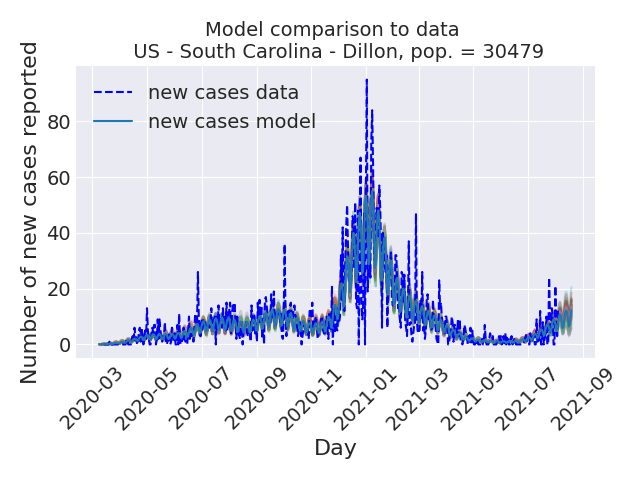 Model comparison to data
US - South Carolina - Dillon, pop. = 30479
Number of new cases reported
new cases data
new cases model
80
60
40
20
0
2020-03
2020-05
2020-07
2020-09
2020-11
2021-01
2021-03
2021-05
2021-07
2021-09
Day